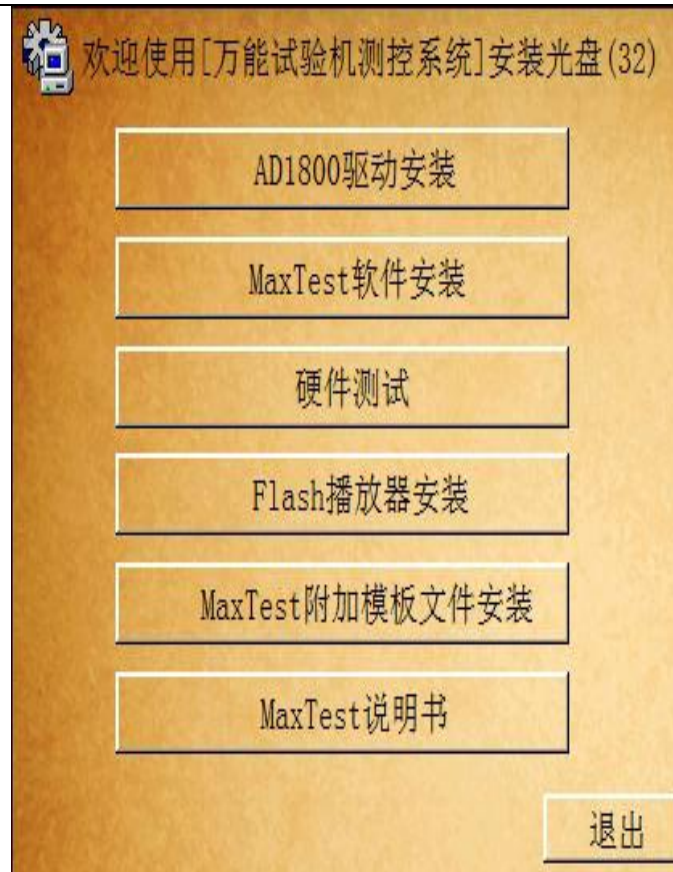 欢迎使用[万能试验机测控系统]安装光盘(32)
AD1800驱动安装
MaxTest软件安装
硬件测试
Flash播放器安装
MaxTest附加模板文件安装
MaxTest说明书
退出